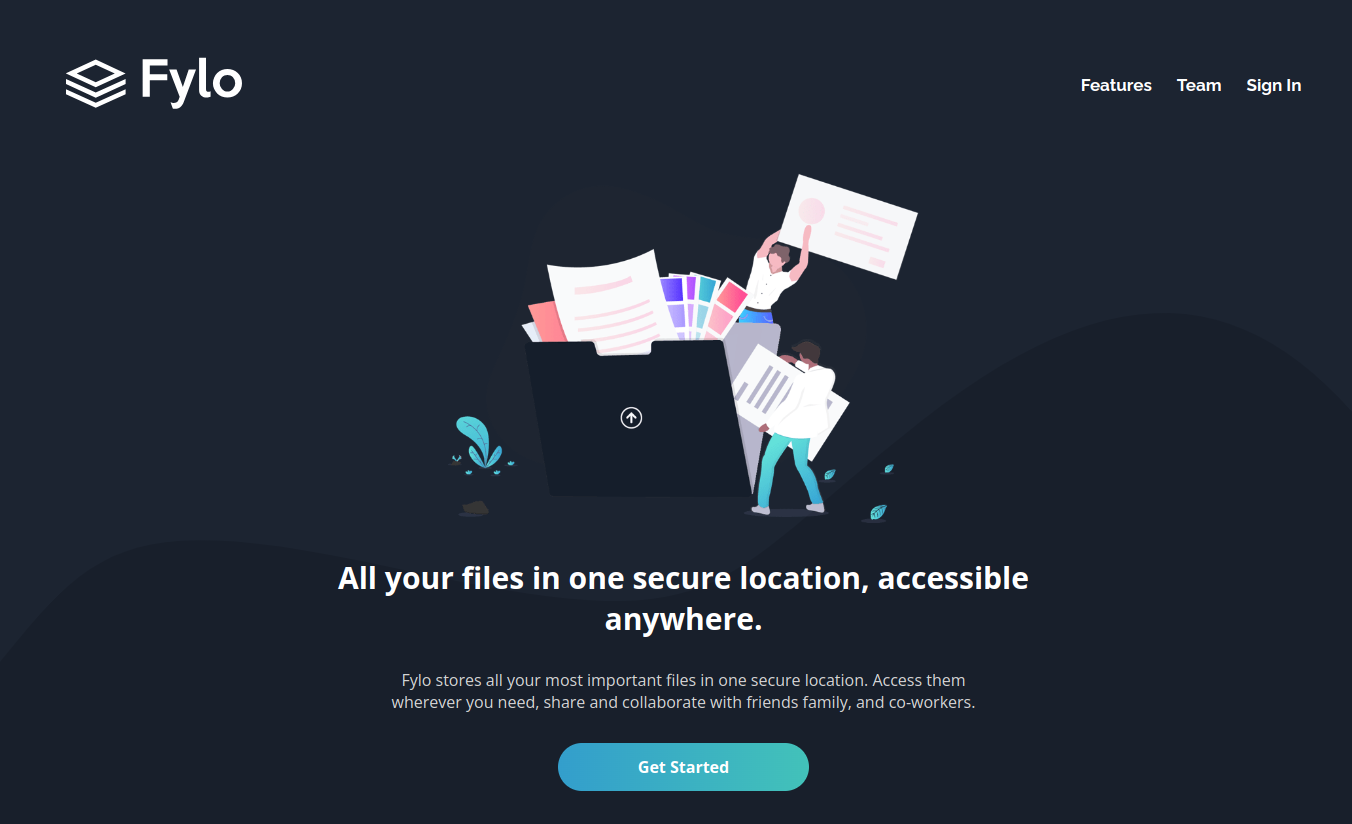 Fylo
Features Team Sign In
All your files in one secure location, accessible
anywhere.
Fylo stores all your most important files in one secure location. Access them
wherever you need, share and collaborate with friends family, and co-workers.
Get Started